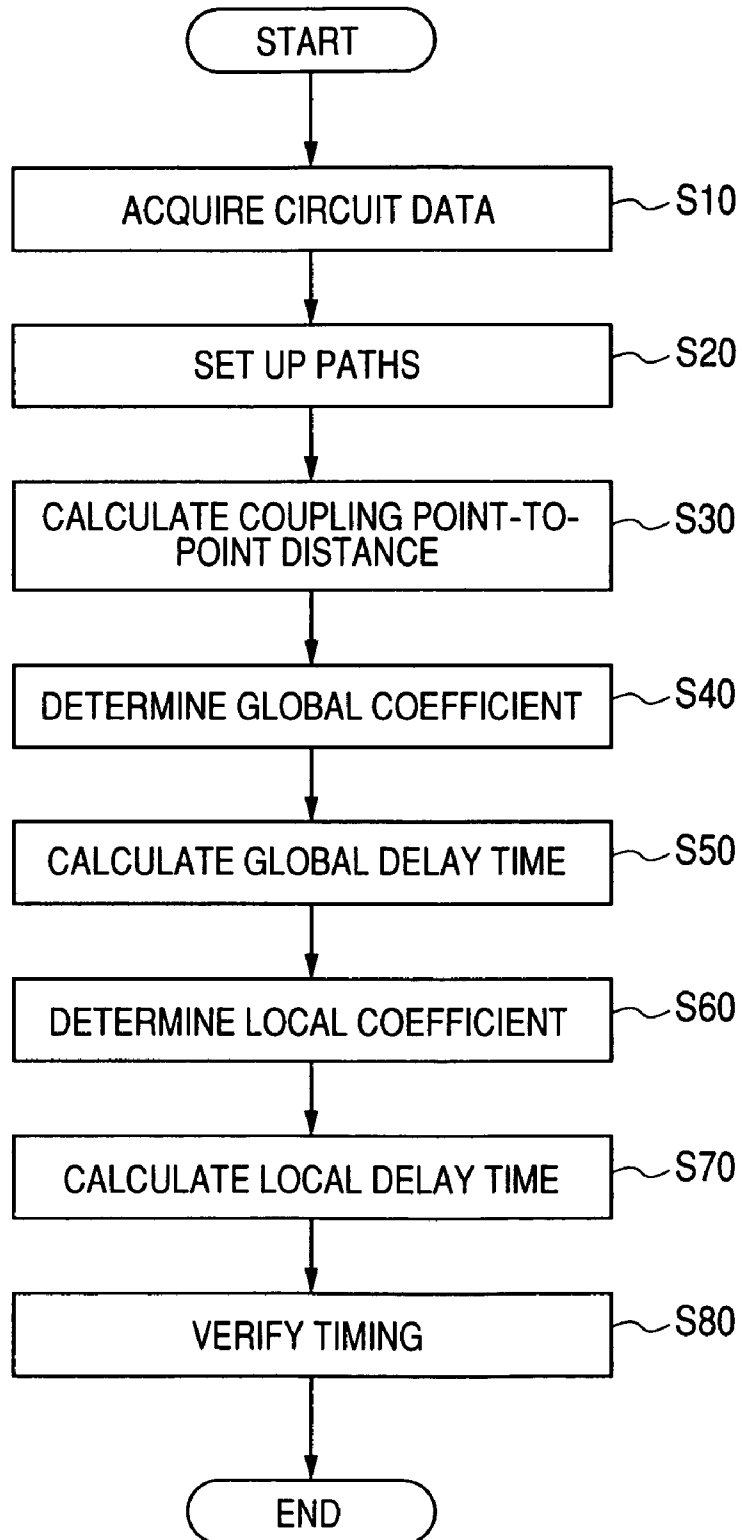 START
ACQUIRE CIRCUIT DATA
S10
SET UP PATHS
S20
CALCULATE COUPLING POINT-TO-
POINT DISTANCE
S30
DETERMINE GLOBAL COEFFICIENT
S40
CALCULATE GLOBAL DELAY TIME
S50
DETERMINE LOCAL COEFFICIENT
S60
CALCULATE LOCAL DELAY TIME
S70
VERIFY TIMING
S80
END